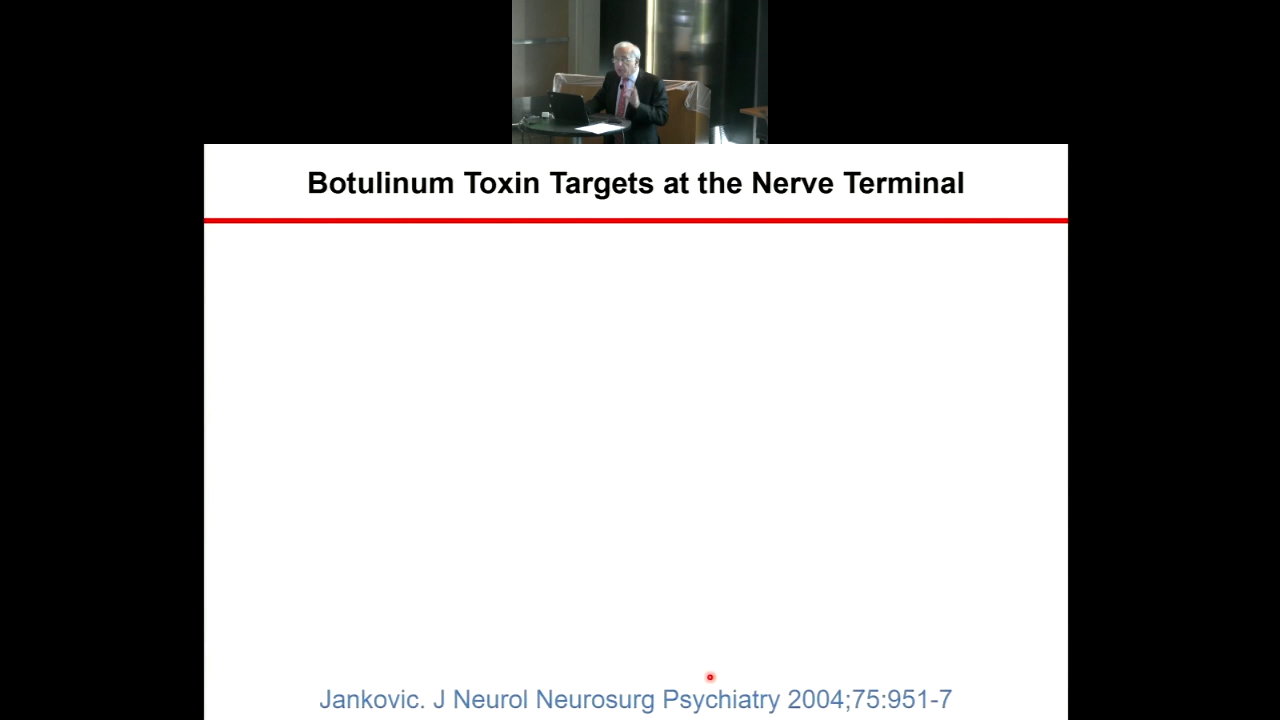 Botulinum Toxin Targets at the Nerve Terminal
Jankovic. J Neurol Neurosurg Psychiatry 2004;75:951-7